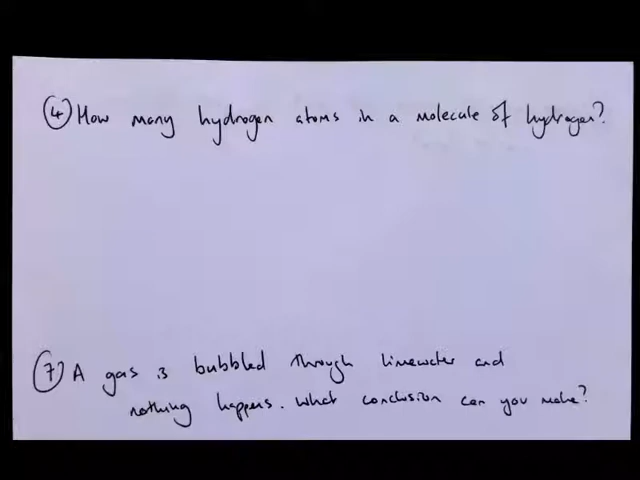 ④ How many hydrogen atoms in a molecule of hydrogen?
⑦ A gas is bubbled through limewater and
nothing happens. What conclusion can you make?